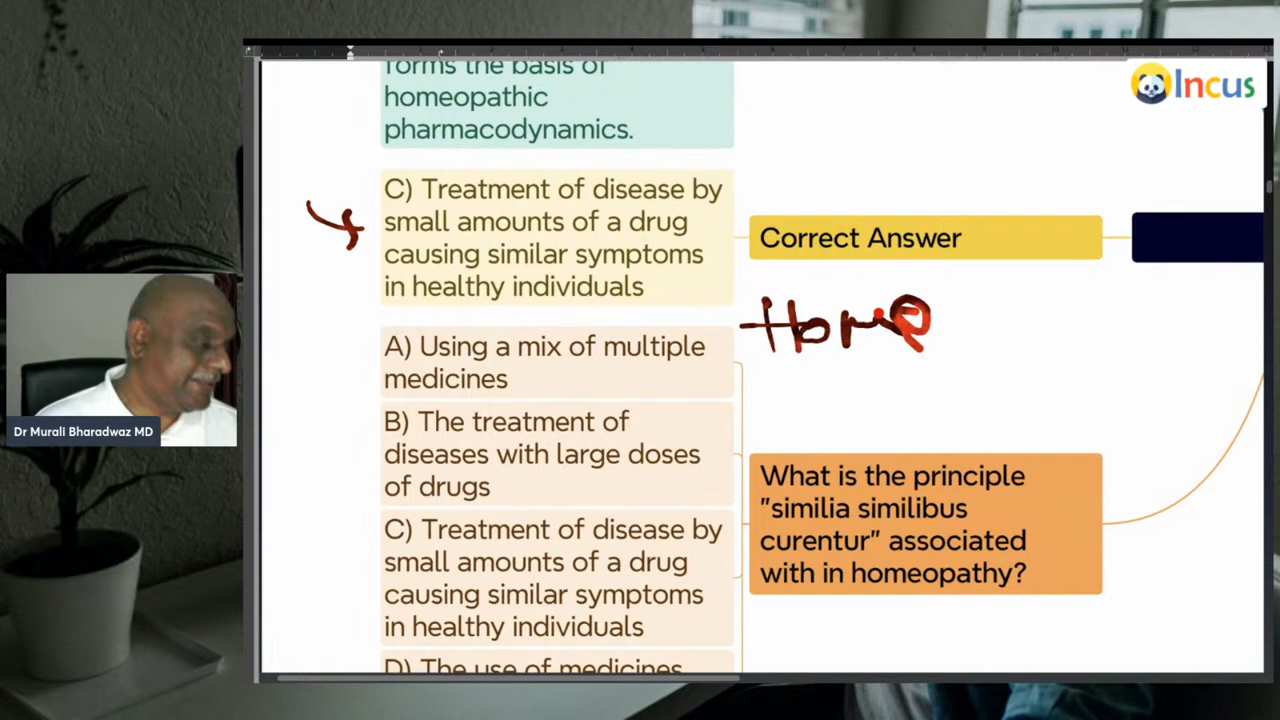 forms the basis of
homeopathic
pharmacodynamics.
Incus
C) Treatment of disease by
small amounts of a drug
causing similar symptoms
in healthy individuals
Correct Answer
Home
A) Using a mix of multiple
medicines
B) The treatment of
diseases with large doses
of drugs
C) Treatment of disease by
small amounts of a drug
causing similar symptoms
in healthy individuals
D) The use of medicines
What is the principle
"similia similibus
curentur" associated
with in homeopathy?
Dr Murali Bharadwaz MD